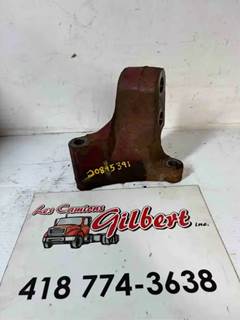 20845391
Les Camions
Gilbert inc.
418 774-3638